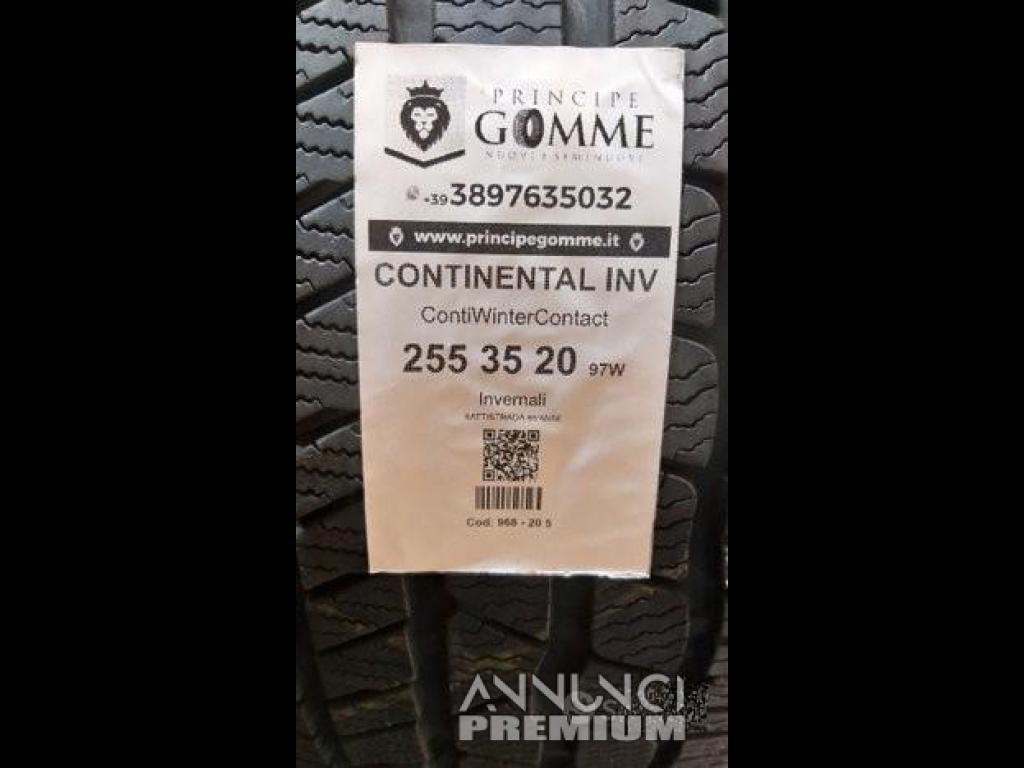 PRINCIPE
GOMME
NUOVE E SEMINUOVE
+39 3897635032
www.principegomme.it
CONTINENTAL INV
ContiWinterContact
255 35 20 97W
Invernali
BATTISTRADA
Cod: 968 - 20 5
ANNUNCI
PREMIUM